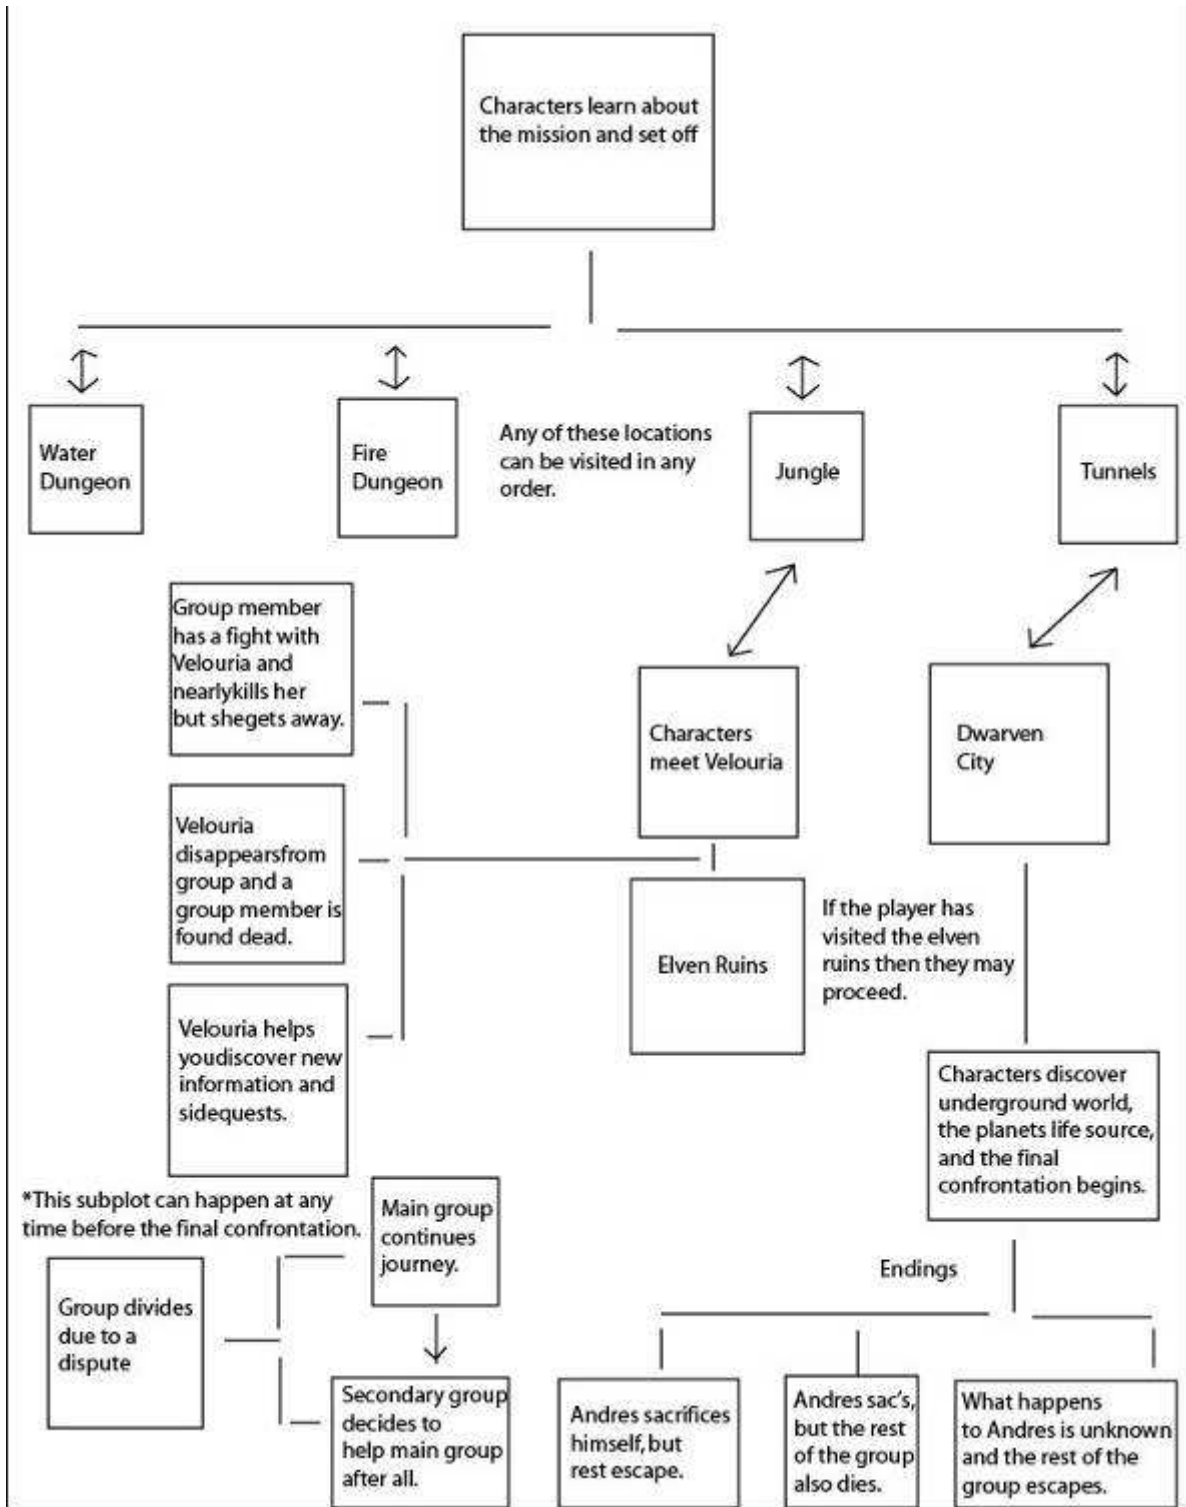 Characters learn about
the mission and set off
Water
Dungeon
Fire
Dungeon
Any of these locations
can be visited in any
order.
Jungle
Tunnels
Group member
has a fight with
Velouria and
nearlykills her
but shegets away.
Characters
meet Velouria
Dwarven
City
Velouria
disappearsfrom
group and a
group member is
found dead.
Elven Ruins
If the player has
visited the elven
ruins then they may
proceed.
Velouria helps
youdiscover new
information and
sidequests.
Characters discover
underground world,
the planets life source,
and the final
confrontation begins.
*This subplot can happen at any
time before the final confrontation.
Main group
continues
journey.
Group divides
due to a
dispute
Secondary group
decides to
help main group
after all.
Endings
Andres sacrifices
himself, but
rest escape.
Andres sac's,
but the rest
of the group
also dies.
What happens
to Andres is unknown
and the rest of the
group escapes.